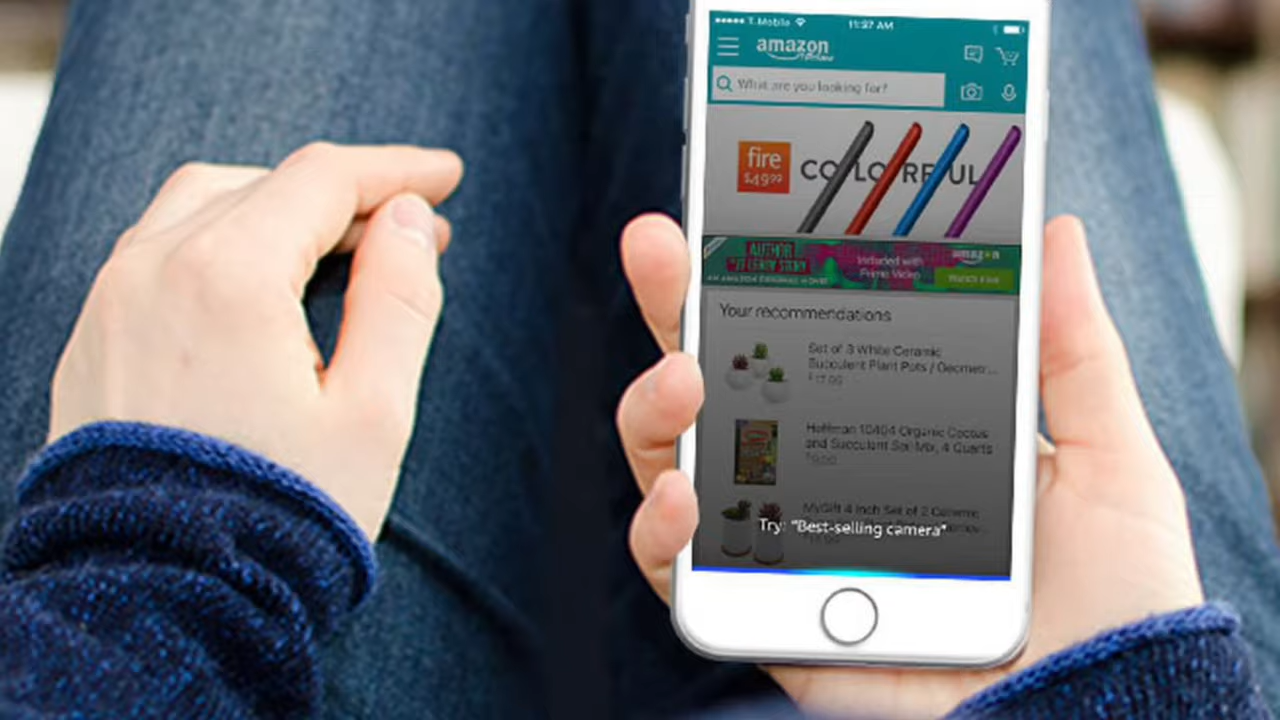 T-Mobile
11:27 AM
amazon
What are you looking for?
fire
$49.99
COLORFUL
AUTHOR
Included with
Prime Video
amazon
Your recommendations
Set of 3 White Ceramic
Succulent Plant Pots / Geometr...
Hoffman 10404 Organic Cactus
and Succulent Soil Mix, 4 Quarts
MyGift 4 Inch Set of 2 Ceramic
Try: "Best-selling camera"